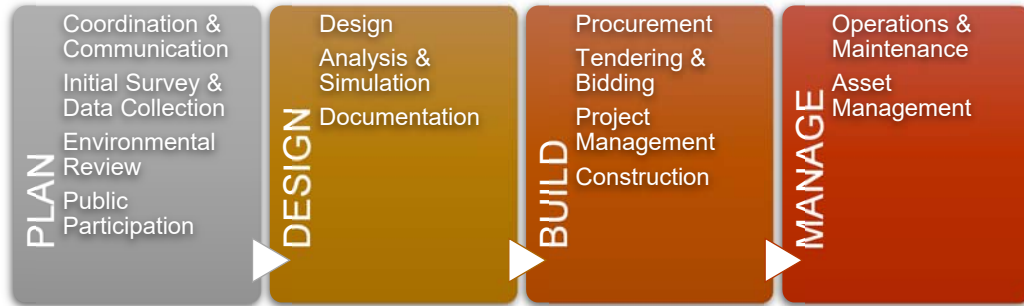 PLAN
Coordination &
Communication
Initial Survey &
Data Collection
Environmental
Review
Public
Participation
DESIGN
Design
Analysis &
Simulation
Documentation
BUILD
Procurement
Tendering &
Bidding
Project
Management
Construction
MANAGE
Operations &
Maintenance
Asset
Management